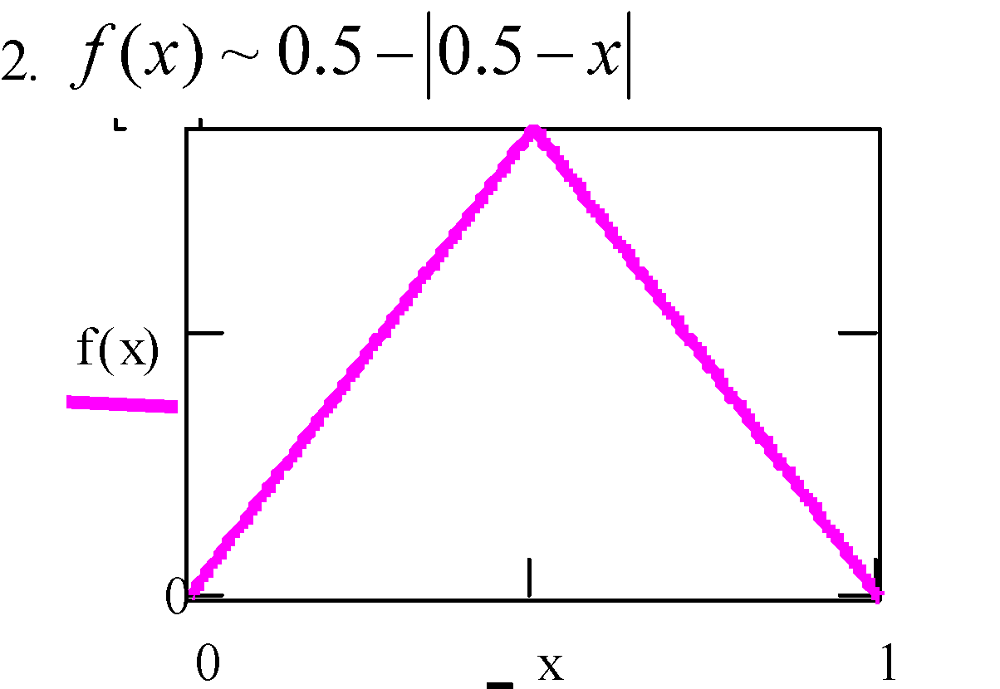 2. f(x) ~ 0.5 − |0.5 − x|
f(x)
0
0 x 1